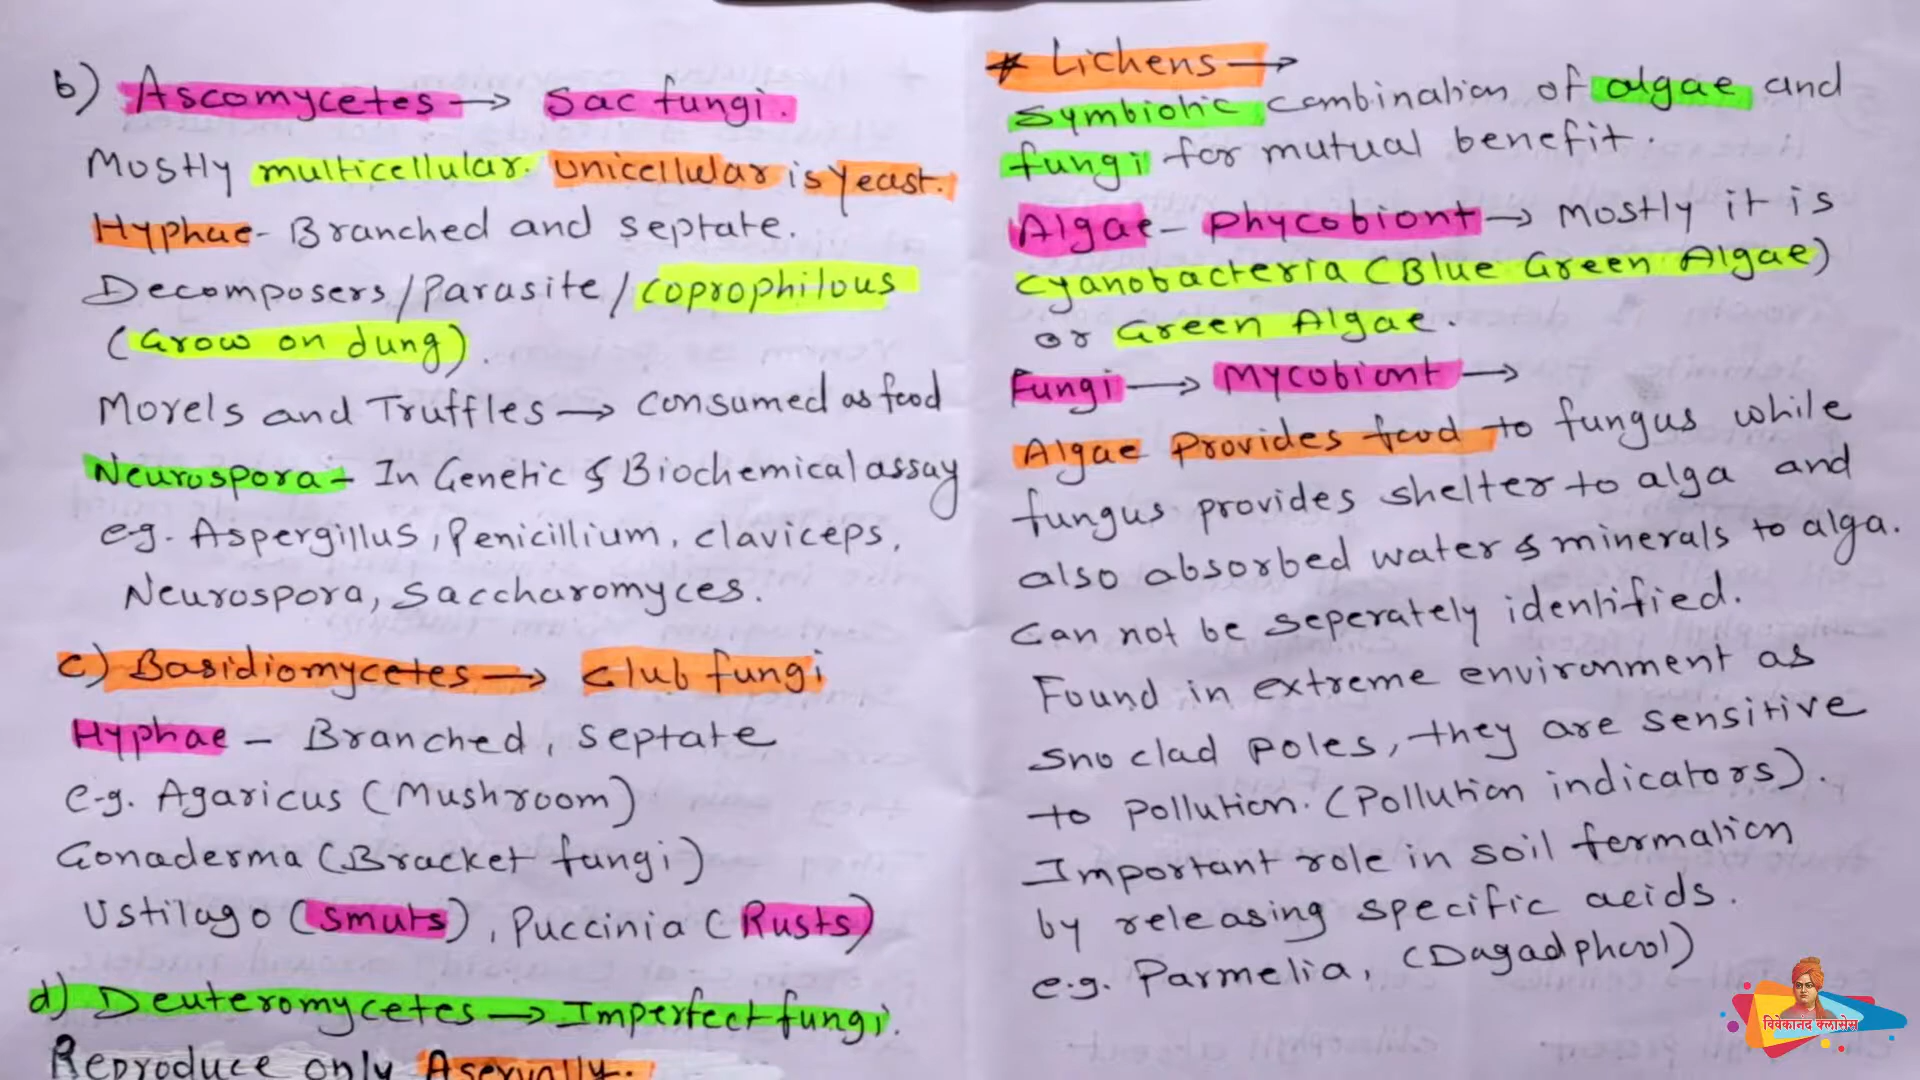 b) Ascomycetes → Sac fungi.
Mostly multicellular. Unicellular is Yeast.
Hyphae- Branched and septate.
Decomposers/Parasite/coprophilous
(Grow on dung).
Morels and Truffles → consumed as food
Neurospora- In Genetic & Biochemical assay
e.g. Aspergillus, Penicillium, claviceps,
Neurospora, Saccharomyces.
c) Basidiomycetes → Club fungi
Hyphae - Branched, septate
e.g. Agaricus (Mushroom)
Gonaderma (Bracket fungi)
Ustilago (smuts), Puccinia (Rusts)
d) Deuteromycetes → Imperfect fungi.
Reproduce only Asexually.
* Lichens →
Symbiotic combination of algae and
fungi for mutual benefit.
Algae- phycobiont → Mostly it is
cyanobacteria (Blue Green Algae)
or Green Algae.
Fungi → Mycobiont →
Algae provides food to fungus while
fungus provides shelter to alga and
also absorbed water & minerals to alga.
can not be seperately identified.
Found in extreme environment as
sno clad poles, they are sensitive
to pollution. (Pollution indicators).
Important role in soil formation
by releasing specific acids.
e.g. Parmelia, (Dagadphool)
विवेकानंद क्लासेस